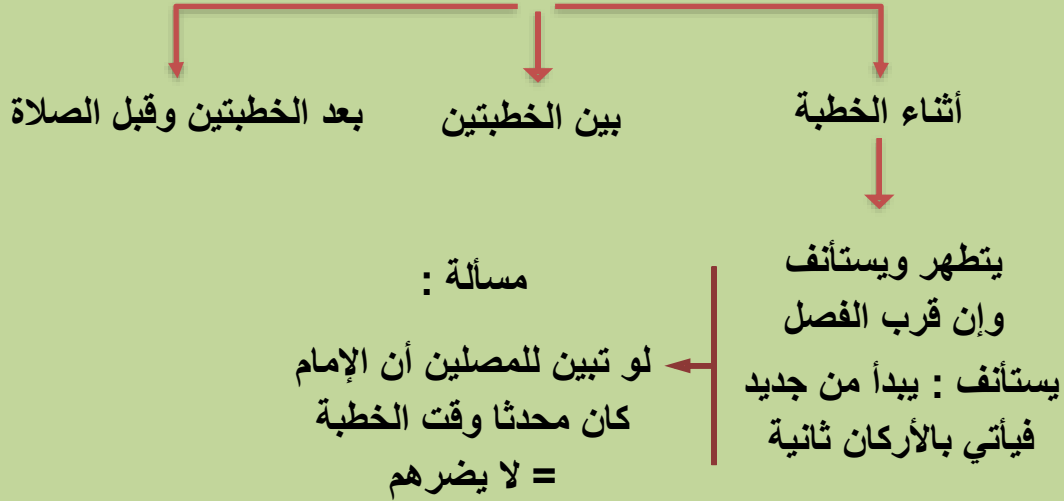 أثناء الخطبة
بين الخطبتين
بعد الخطبتين وقبل الصلاة
يتطهر ويستأنف
وإن قرب الفصل
يستأنف : يبدأ من جديد
فيأتي بالأركان ثانية
مسألة :
لو تبين للمصلين أن الإمام
كان محدثا وقت الخطبة
= لا يضرهم